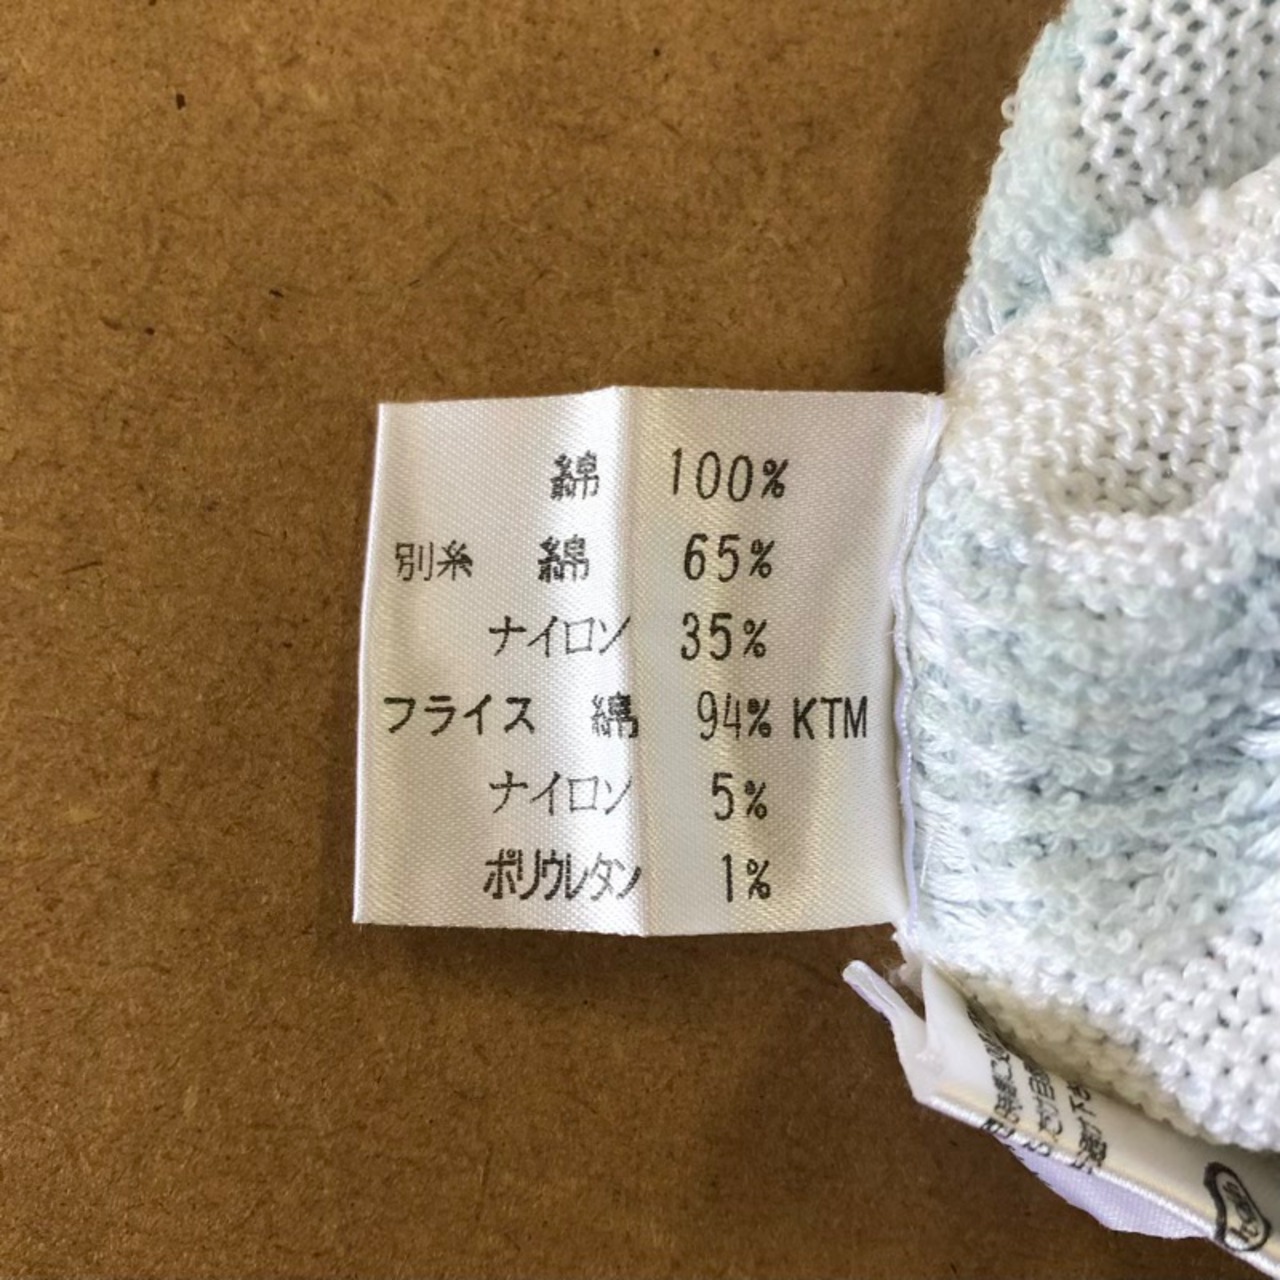 綿 100%
別糸 綿 65%
ナイロン 35%
フライス 綿 94% KTM
ナイロン 5%
ポリウレタン 1%